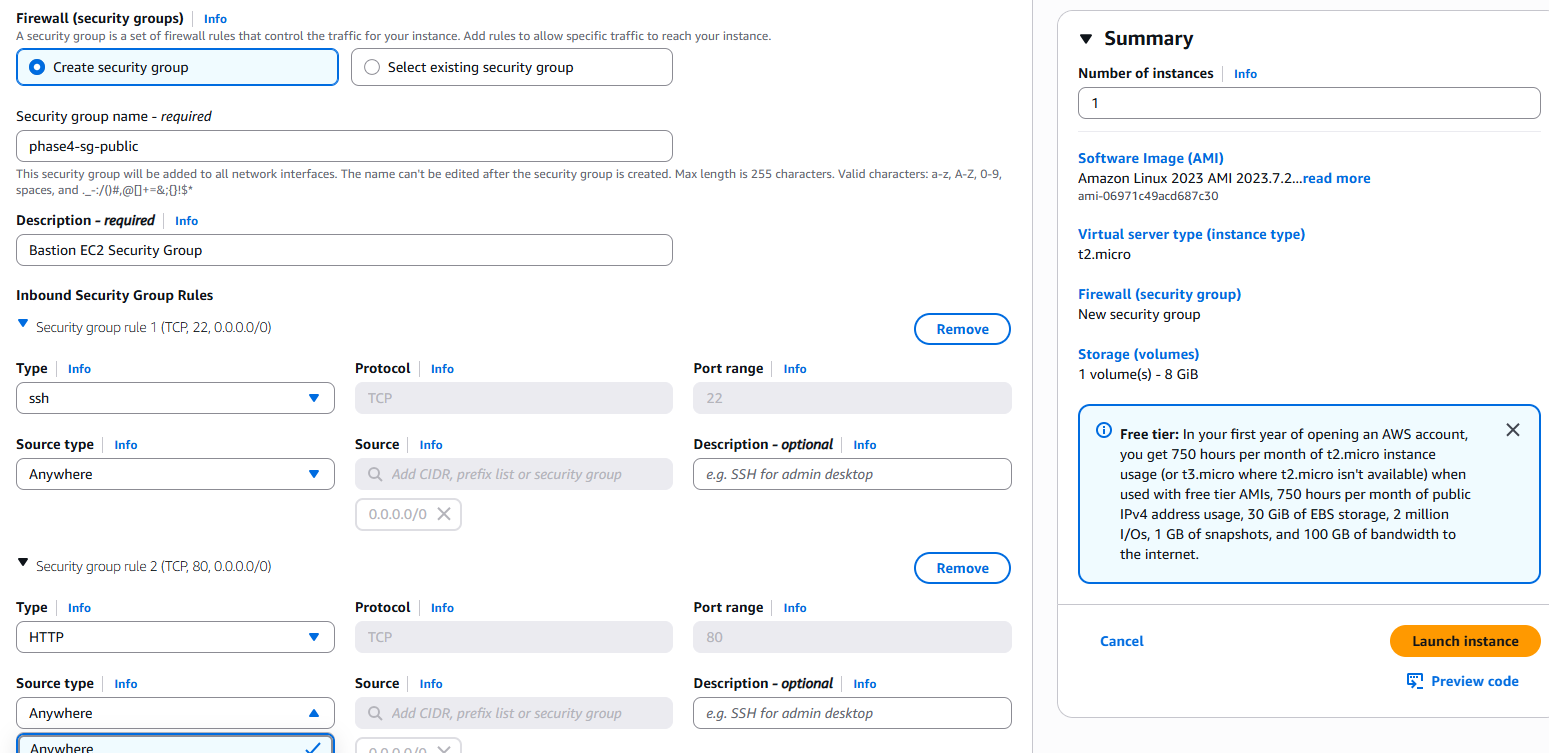 Firewall (security groups) Info
A security group is a set of firewall rules that control the traffic for your instance. Add rules to allow specific traffic to reach your instance.
Create security group
Select existing security group
Security group name - required
phase4-sg-public
This security group will be added to all network interfaces. The name can't be edited after the security group is created. Max length is 255 characters. Valid characters: a-z, A-Z, 0-9,
spaces, and ._-:/()#,@[]+=&;{}!$*
Description - required Info
Bastion EC2 Security Group
Inbound Security Group Rules
Security group rule 1 (TCP, 22, 0.0.0.0/0)
Remove
Type Info
Protocol Info
Port range Info
ssh
TCP
22
Source type Info
Source Info
Description - optional Info
Anywhere
Add CIDR, prefix list or security group
e.g. SSH for admin desktop
0.0.0.0/0
Security group rule 2 (TCP, 80, 0.0.0.0/0)
Remove
Type Info
Protocol Info
Port range Info
HTTP
TCP
80
Source type Info
Source Info
Description - optional Info
Anywhere
Add CIDR, prefix list or security group
e.g. SSH for admin desktop
Anywhere
0.0.0.0/0
Summary
Number of instances Info
1
Software Image (AMI)
Amazon Linux 2023 AMI 2023.7.2...read more
ami-06971c49acd687c30
Virtual server type (instance type)
t2.micro
Firewall (security group)
New security group
Storage (volumes)
1 volume(s) - 8 GiB
Free tier: In your first year of opening an AWS account,
you get 750 hours per month of t2.micro instance
usage (or t3.micro where t2.micro isn't available) when
used with free tier AMIs, 750 hours per month of public
IPv4 address usage, 30 GiB of EBS storage, 2 million
I/Os, 1 GB of snapshots, and 100 GB of bandwidth to
the internet.
Cancel
Launch instance
Preview code